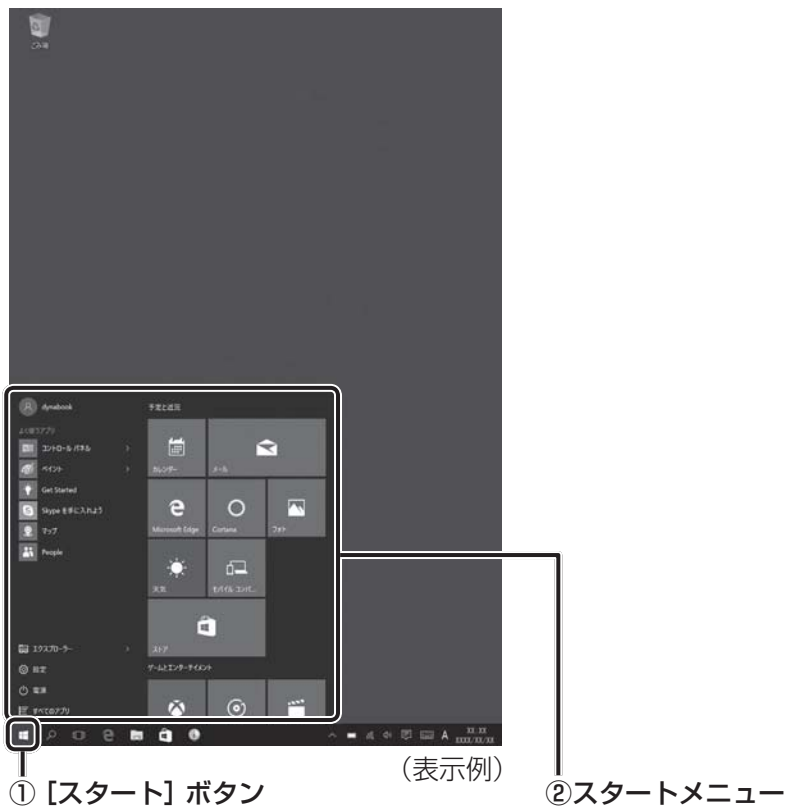 ごみ箱
dynabook
よく使うアプリ
コントロール パネル
ペイント
Get Started
Skype を手に入れよう
マップ
People
エクスプローラー
設定
電源
すべてのアプリ
予定と近況
カレンダー
メール
Microsoft Edge
Cortana
フォト
天気
モバイル コンパ...
ストア
ゲームとエンターテイメント
A
XX:XX
XXXX/XX/XX
(表示例)
① [スタート] ボタン
②スタートメニュー